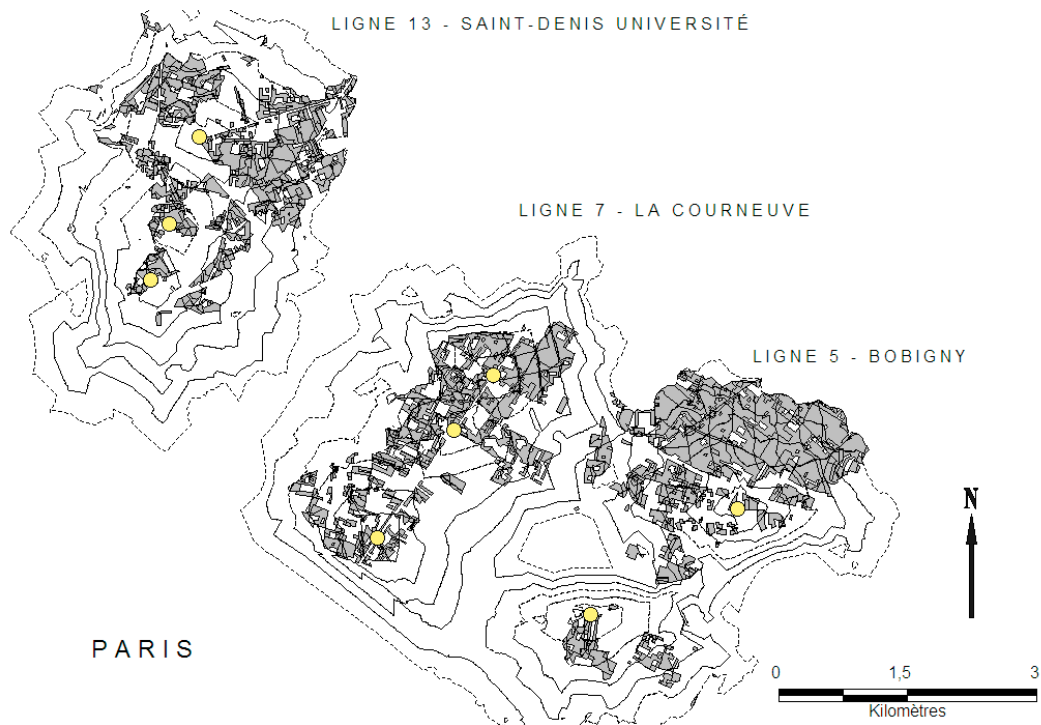 LIGNE 13 - SAINT-DENIS UNIVERSITÉ
LIGNE 7 - LA COURNEUVE
LIGNE 5 - BOBIGNY
N
PARIS
0 1,5 3
Kilomètres